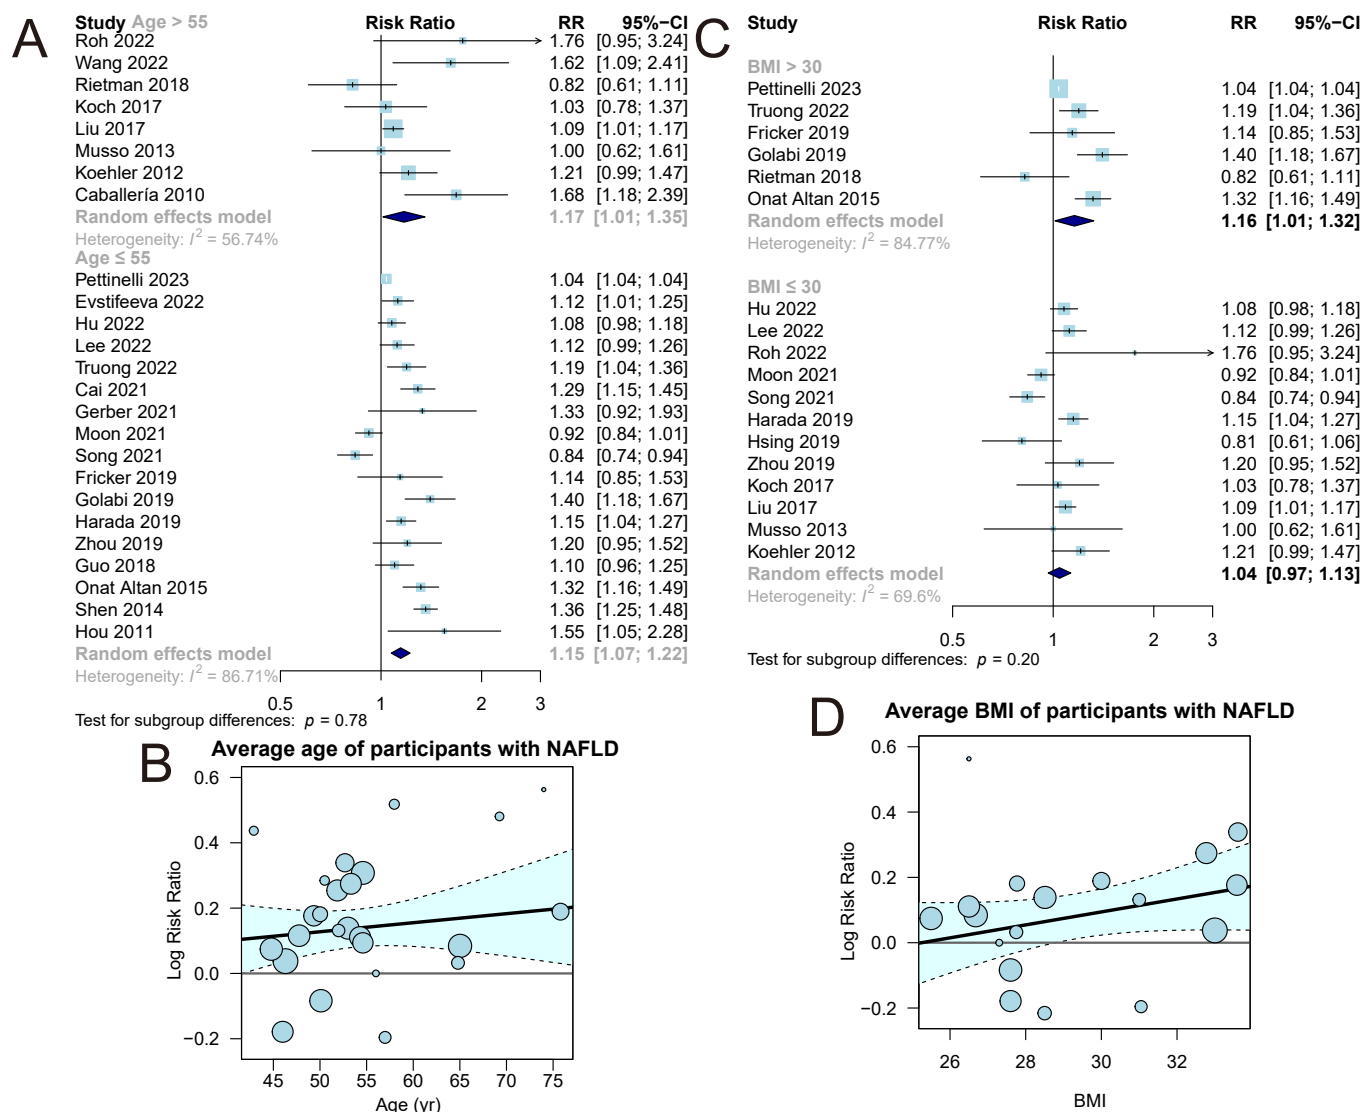 A
Study Age > 55 Risk Ratio RR 95%−CI
Roh 2022 1.76 [0.95; 3.24]
Wang 2022 1.62 [1.09; 2.41]
Rietman 2018 0.82 [0.61; 1.11]
Koch 2017 1.03 [0.78; 1.37]
Liu 2017 1.09 [1.01; 1.17]
Musso 2013 1.00 [0.62; 1.61]
Koehler 2012 1.21 [0.99; 1.47]
Caballería 2010 1.68 [1.18; 2.39]
Random effects model 1.17 [1.01; 1.35]
Heterogeneity: I² = 56.74%
Age ≤ 55
Pettinelli 2023 1.04 [1.04; 1.04]
Evstifeeva 2022 1.12 [1.01; 1.25]
Hu 2022 1.08 [0.98; 1.18]
Lee 2022 1.12 [0.99; 1.26]
Truong 2022 1.19 [1.04; 1.36]
Cai 2021 1.29 [1.15; 1.45]
Gerber 2021 1.33 [0.92; 1.93]
Moon 2021 0.92 [0.84; 1.01]
Song 2021 0.84 [0.74; 0.94]
Fricker 2019 1.14 [0.85; 1.53]
Golabi 2019 1.40 [1.18; 1.67]
Harada 2019 1.15 [1.04; 1.27]
Zhou 2019 1.20 [0.95; 1.52]
Guo 2018 1.10 [0.96; 1.25]
Onat Altan 2015 1.32 [1.16; 1.49]
Shen 2014 1.36 [1.25; 1.48]
Hou 2011 1.55 [1.05; 2.28]
Random effects model 1.15 [1.07; 1.22]
Heterogeneity: I² = 86.71%
0.5 1 2 3
Test for subgroup differences: p = 0.78
C
Study Risk Ratio RR 95%−CI
BMI > 30
Pettinelli 2023 1.04 [1.04; 1.04]
Truong 2022 1.19 [1.04; 1.36]
Fricker 2019 1.14 [0.85; 1.53]
Golabi 2019 1.40 [1.18; 1.67]
Rietman 2018 0.82 [0.61; 1.11]
Onat Altan 2015 1.32 [1.16; 1.49]
Random effects model 1.16 [1.01; 1.32]
Heterogeneity: I² = 84.77%
BMI ≤ 30
Hu 2022 1.08 [0.98; 1.18]
Lee 2022 1.12 [0.99; 1.26]
Roh 2022 1.76 [0.95; 3.24]
Moon 2021 0.92 [0.84; 1.01]
Song 2021 0.84 [0.74; 0.94]
Harada 2019 1.15 [1.04; 1.27]
Hsing 2019 0.81 [0.61; 1.06]
Zhou 2019 1.20 [0.95; 1.52]
Koch 2017 1.03 [0.78; 1.37]
Liu 2017 1.09 [1.01; 1.17]
Musso 2013 1.00 [0.62; 1.61]
Koehler 2012 1.21 [0.99; 1.47]
Random effects model 1.04 [0.97; 1.13]
Heterogeneity: I² = 69.6%
0.5 1 2 3
Test for subgroup differences: p = 0.20
B
Average age of participants with NAFLD
Log Risk Ratio
0.6
0.4
0.2
0.0
−0.2
45 50 55 60 65 70 75
Age (yr)
D
Average BMI of participants with NAFLD
Log Risk Ratio
0.6
0.4
0.2
0.0
−0.2
26 28 30 32
BMI